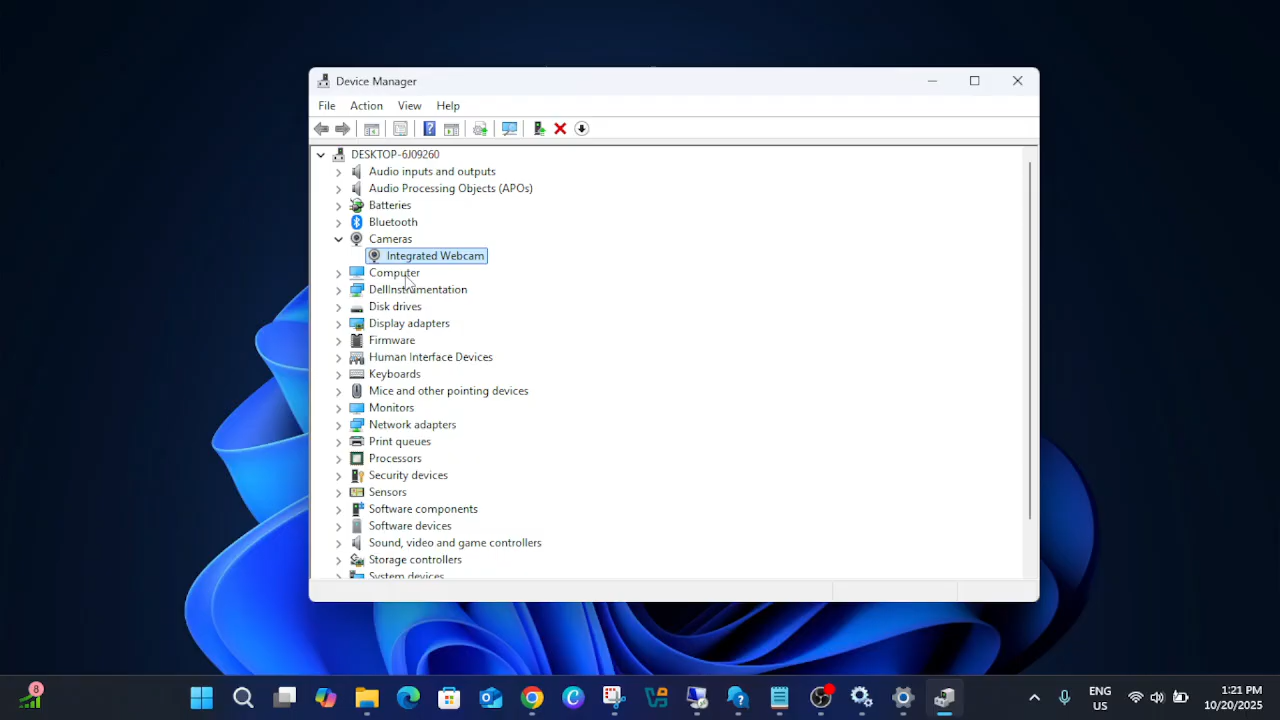 Device Manager
File Action View Help
DESKTOP-6J09260
Audio inputs and outputs
Audio Processing Objects (APOs)
Batteries
Bluetooth
Cameras
Integrated Webcam
Computer
DellInstrumentation
Disk drives
Display adapters
Firmware
Human Interface Devices
Keyboards
Mice and other pointing devices
Monitors
Network adapters
Print queues
Processors
Security devices
Sensors
Software components
Software devices
Sound, video and game controllers
Storage controllers
System devices
8
ENG
US
1:21 PM
10/20/2025